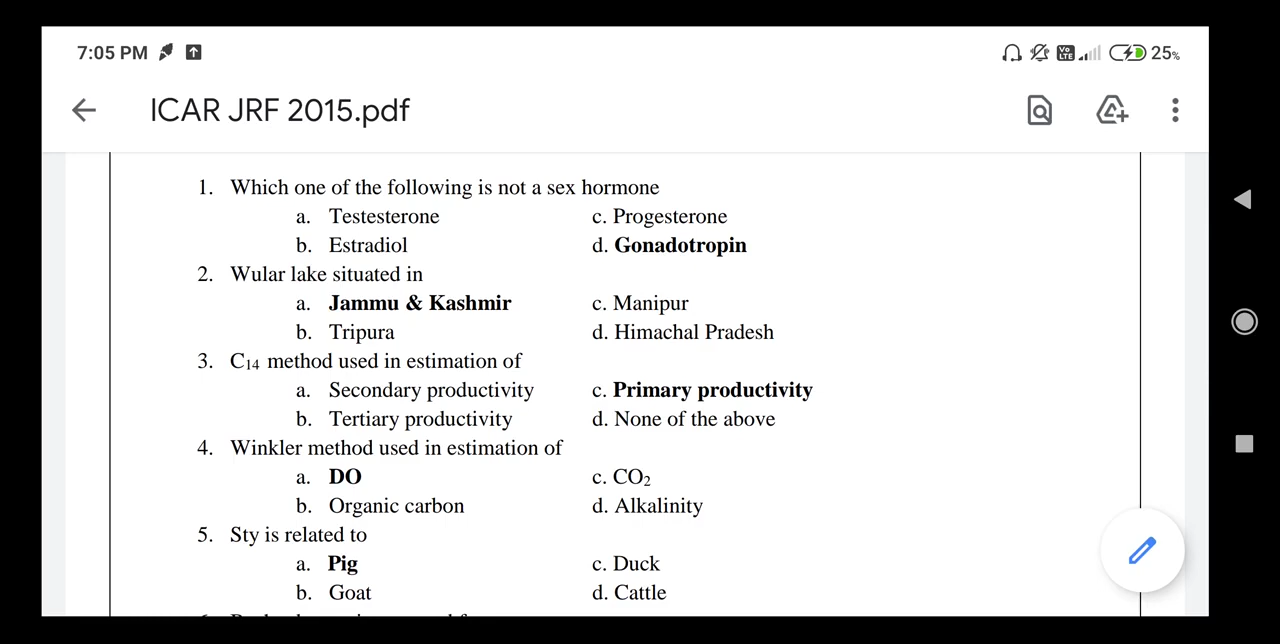 7:05 PM Vo LTE 25%
ICAR JRF 2015.pdf
1. Which one of the following is not a sex hormone
a. Testesterone c. Progesterone
b. Estradiol d. Gonadotropin
2. Wular lake situated in
a. Jammu & Kashmir c. Manipur
b. Tripura d. Himachal Pradesh
3. C14 method used in estimation of
a. Secondary productivity c. Primary productivity
b. Tertiary productivity d. None of the above
4. Winkler method used in estimation of
a. DO c. CO2
b. Organic carbon d. Alkalinity
5. Sty is related to
a. Pig c. Duck
b. Goat d. Cattle